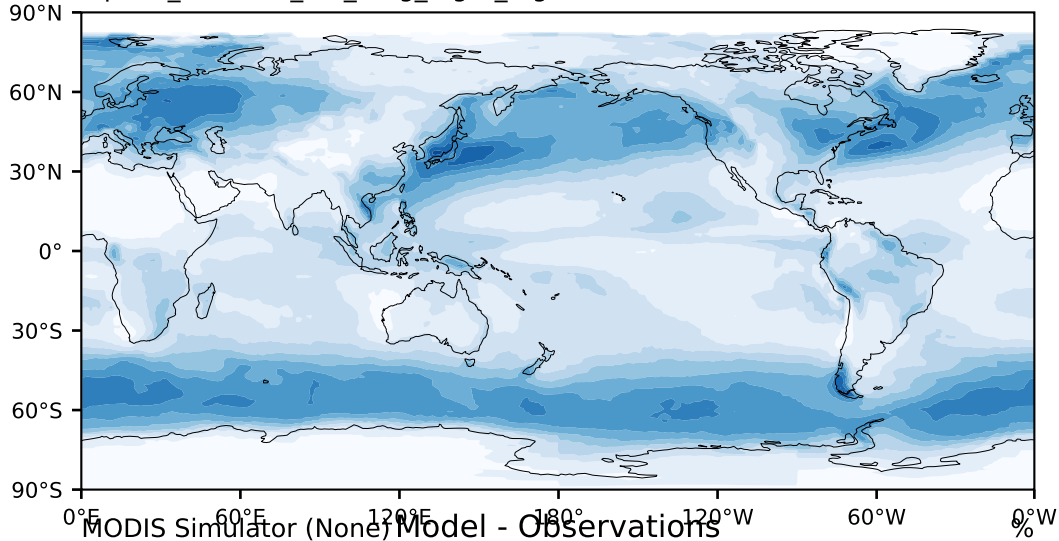 90°N
60°N
30°N
0°
30°S
60°S
90°S
0°E 60°E 120°E 180° 120°W 60°W 0°W
MODIS Simulator (None) Model - Observations %